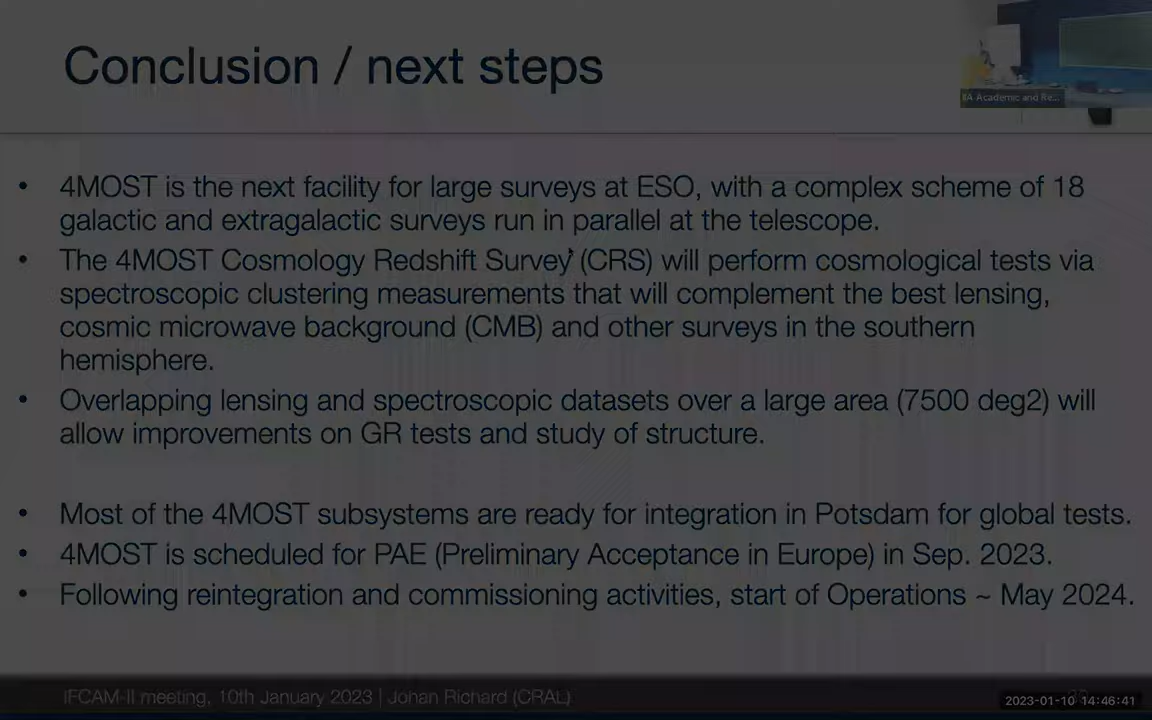 Conclusion / next steps
IIA Academic and Re...
• 4MOST is the next facility for large surveys at ESO, with a complex scheme of 18
galactic and extragalactic surveys run in parallel at the telescope.
• The 4MOST Cosmology Redshift Survey (CRS) will perform cosmological tests via
spectroscopic clustering measurements that will complement the best lensing,
cosmic microwave background (CMB) and other surveys in the southern
hemisphere.
• Overlapping lensing and spectroscopic datasets over a large area (7500 deg2) will
allow improvements on GR tests and study of structure.
• Most of the 4MOST subsystems are ready for integration in Potsdam for global tests.
• 4MOST is scheduled for PAE (Preliminary Acceptance in Europe) in Sep. 2023.
• Following reintegration and commissioning activities, start of Operations ~ May 2024.
IFCAM-II meeting, 10th January 2023 | Johan Richard (CRAL)
2023-01-10 14:46:41